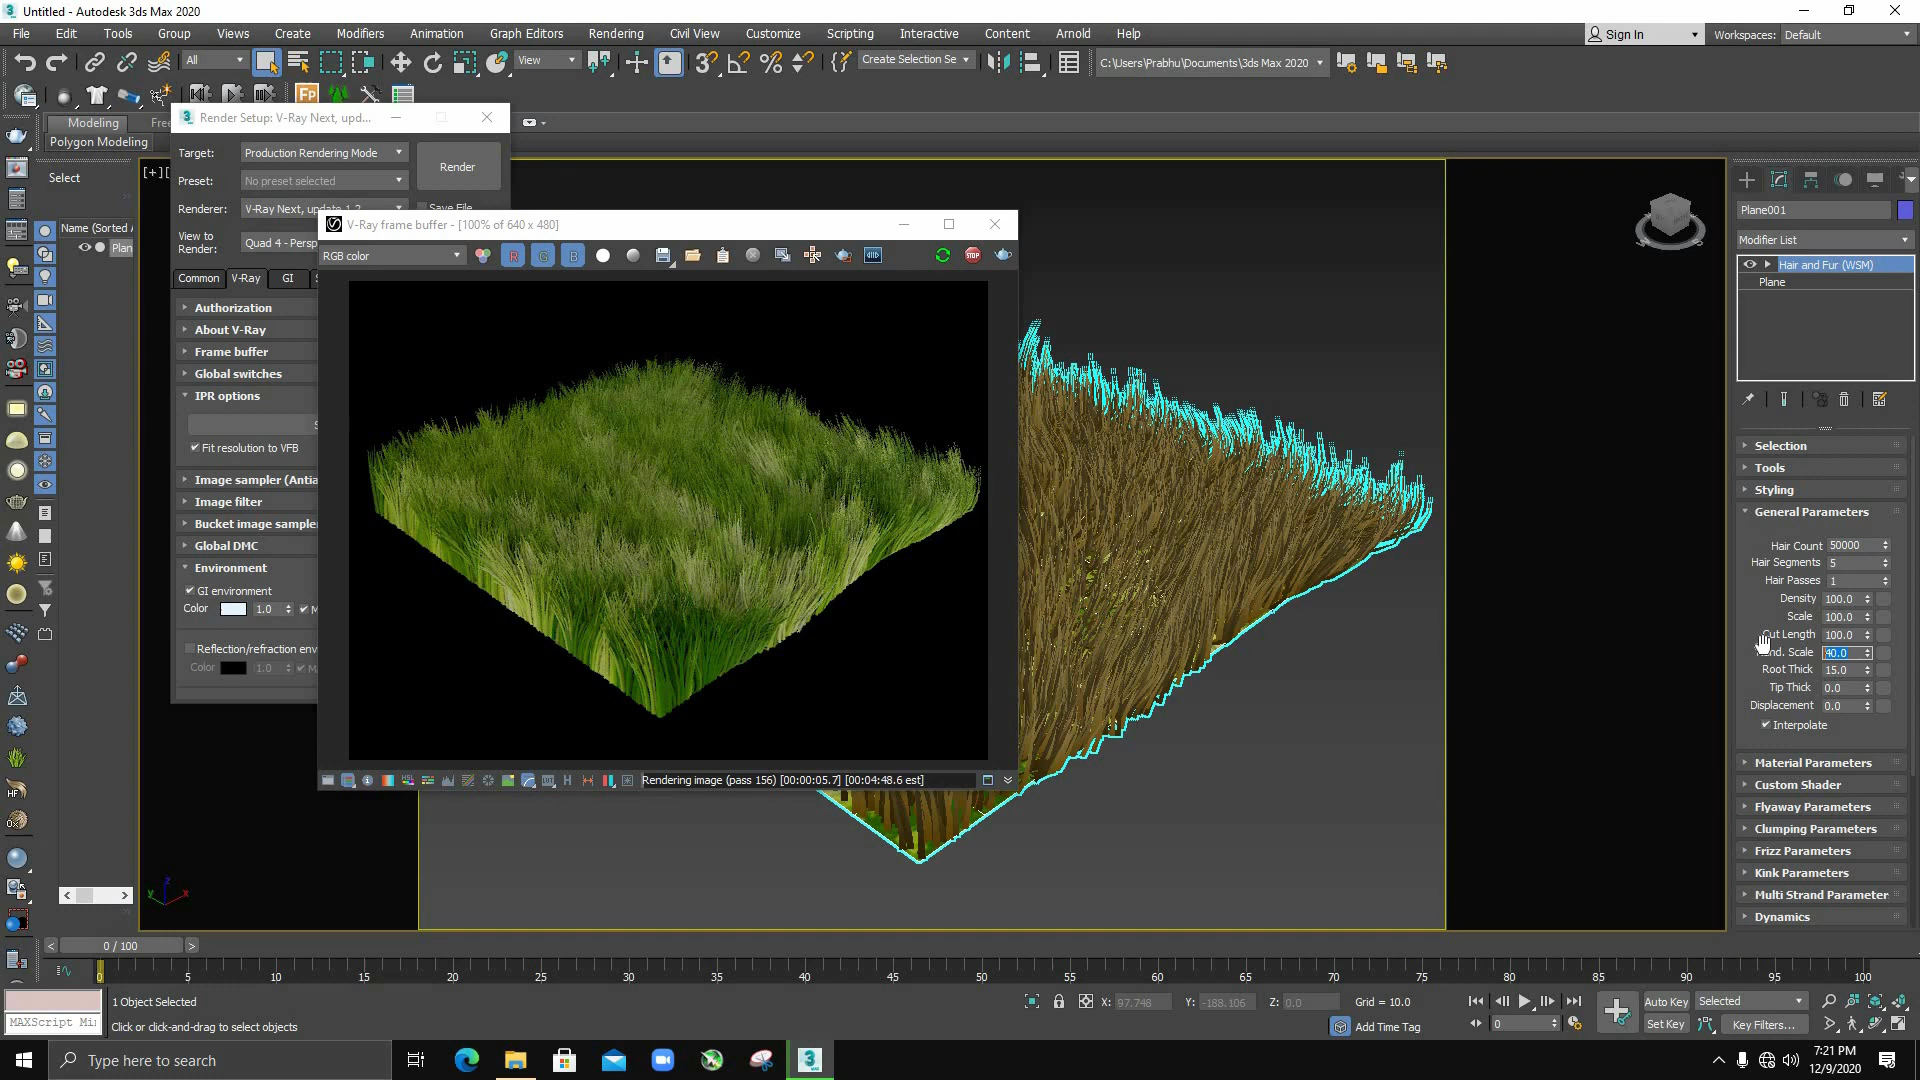 Untitled - Autodesk 3ds Max 2020
File Edit Tools Group Views Create Modifiers Animation Graph Editors Rendering Civil View Customize Scripting Interactive Content Arnold Help
Sign In Workspaces: Default
All View Create Selection Se C:\Users\Prabhu\Documents\3ds Max 2020
Fp
Modeling Free
Polygon Modeling
Select
Name (Sorted A
Plan
[+][
Render Setup: V-Ray Next, upd...
Target: Production Rendering Mode
Render
Preset: No preset selected
Renderer: V-Ray Next, update 1.2 Save File
View to
Render: Quad 4 - Persp
Common V-Ray GI
Authorization
About V-Ray
Frame buffer
Global switches
IPR options
Fit resolution to VFB
Image sampler (Antia
Image filter
Bucket image sampler
Global DMC
Environment
GI environment
Color 1.0 M
Reflection/refraction env
Color 1.0 M
V-Ray frame buffer - [100% of 640 x 480]
RGB color R G B STOP
HSL H
Rendering image (pass 156) [00:00:05.7] [00:04:48.6 est]
Plane001
Modifier List
Hair and Fur (WSM)
Plane
Selection
Tools
Styling
General Parameters
Hair Count 50000
Hair Segments 5
Hair Passes 1
Density 100.0
Scale 100.0
Cut Length 100.0
nd. Scale 40.0
Root Thick 15.0
Tip Thick 0.0
Displacement 0.0
Interpolate
Material Parameters
Custom Shader
Flyaway Parameters
Clumping Parameters
Frizz Parameters
Kink Parameters
Multi Strand Parameter
Dynamics
z y x
< 0 / 100 >
0 5 10 15 20 25 30 35 40 45 50 55 60 65 70 75 80 85 90 95 100
1 Object Selected
X: 97.748 Y: -188.106 Z: 0.0 Grid = 10.0
Auto Key Selected
MAXScript Mi
Click or click-and-drag to select objects
Add Time Tag
0
Set Key Key Filters...
Type here to search
3
7:21 PM
12/9/2020